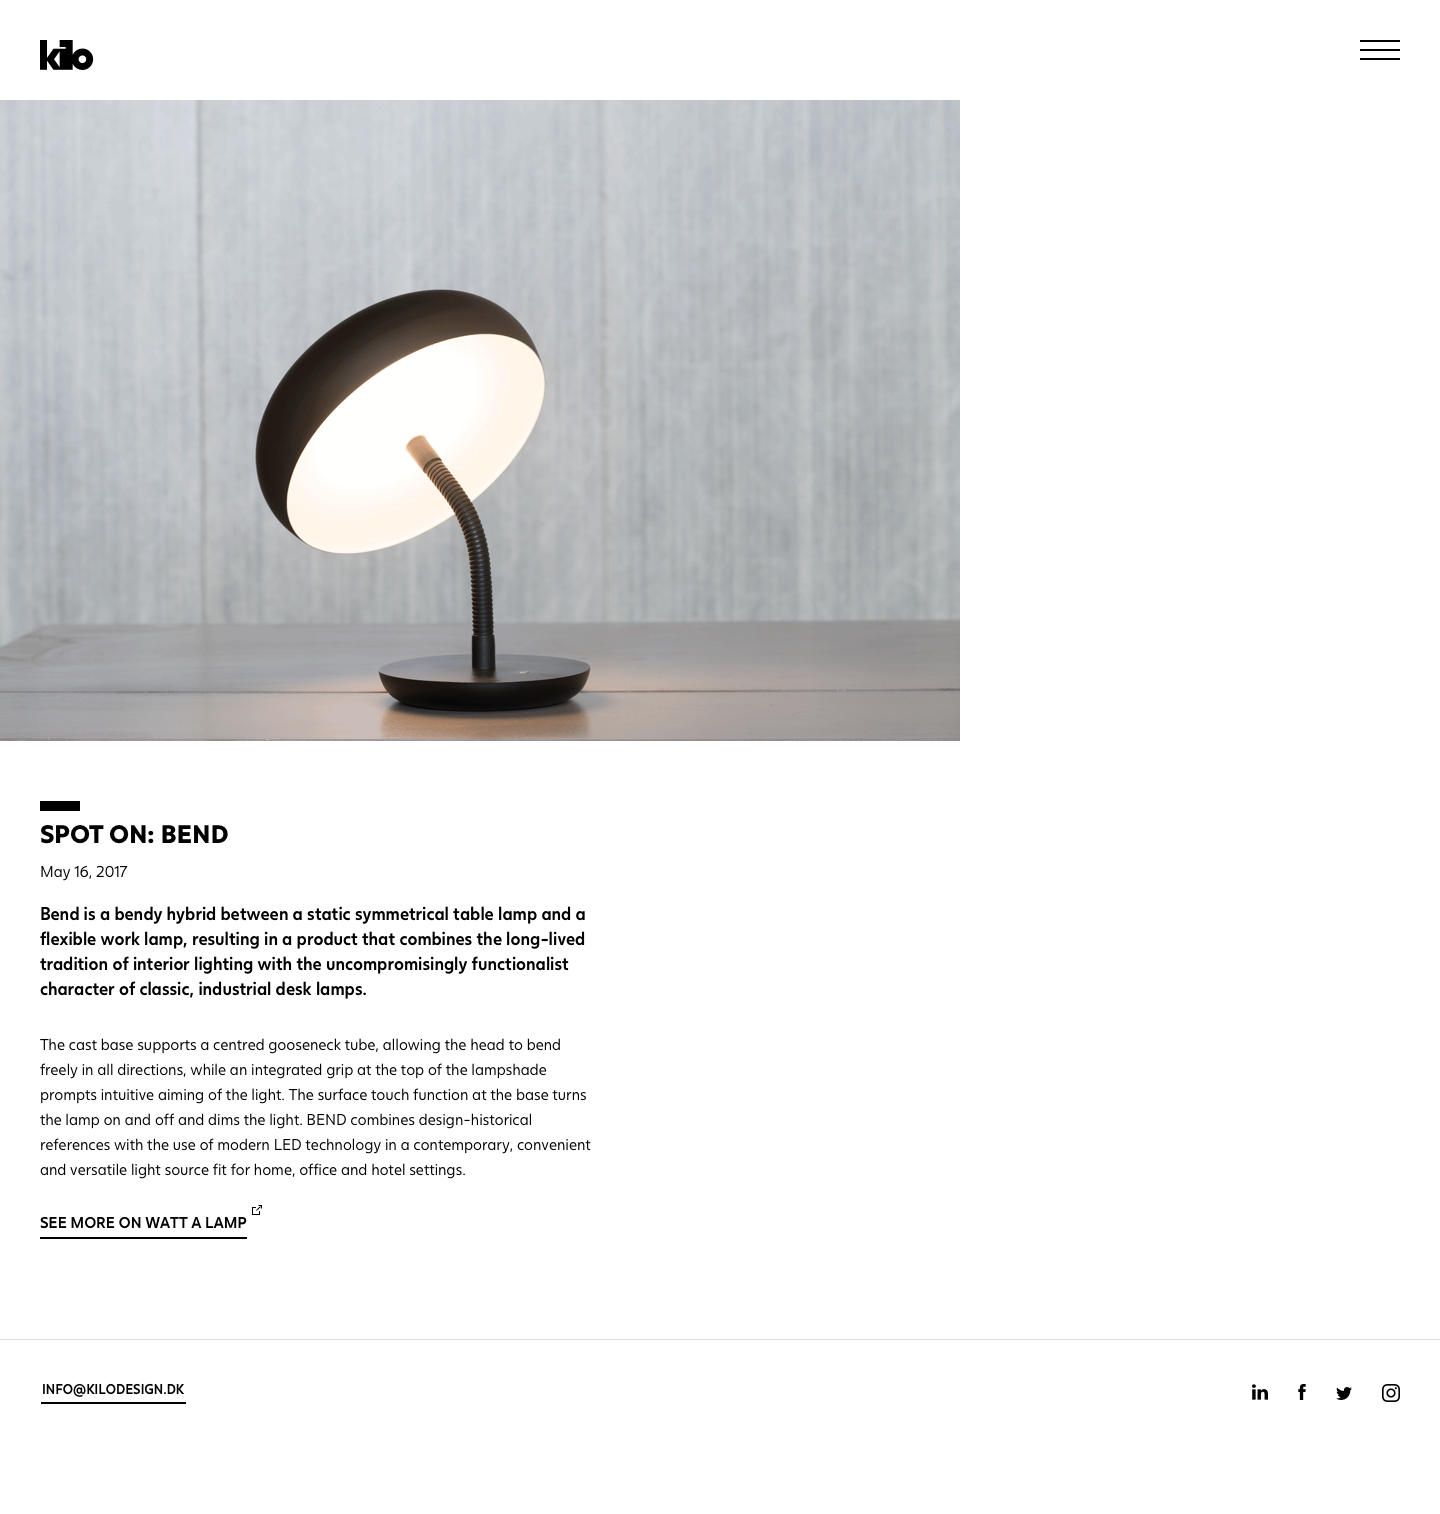 kilo
SPOT ON: BEND
May 16, 2017
Bend is a bendy hybrid between a static symmetrical table lamp and a
flexible work lamp, resulting in a product that combines the long-lived
tradition of interior lighting with the uncompromisingly functionalist
character of classic, industrial desk lamps.
The cast base supports a centred gooseneck tube, allowing the head to bend
freely in all directions, while an integrated grip at the top of the lampshade
prompts intuitive aiming of the light. The surface touch function at the base turns
the lamp on and off and dims the light. BEND combines design-historical
references with the use of modern LED technology in a contemporary, convenient
and versatile light source fit for home, office and hotel settings.
SEE MORE ON WATT A LAMP
INFO@KILODESIGN.DK